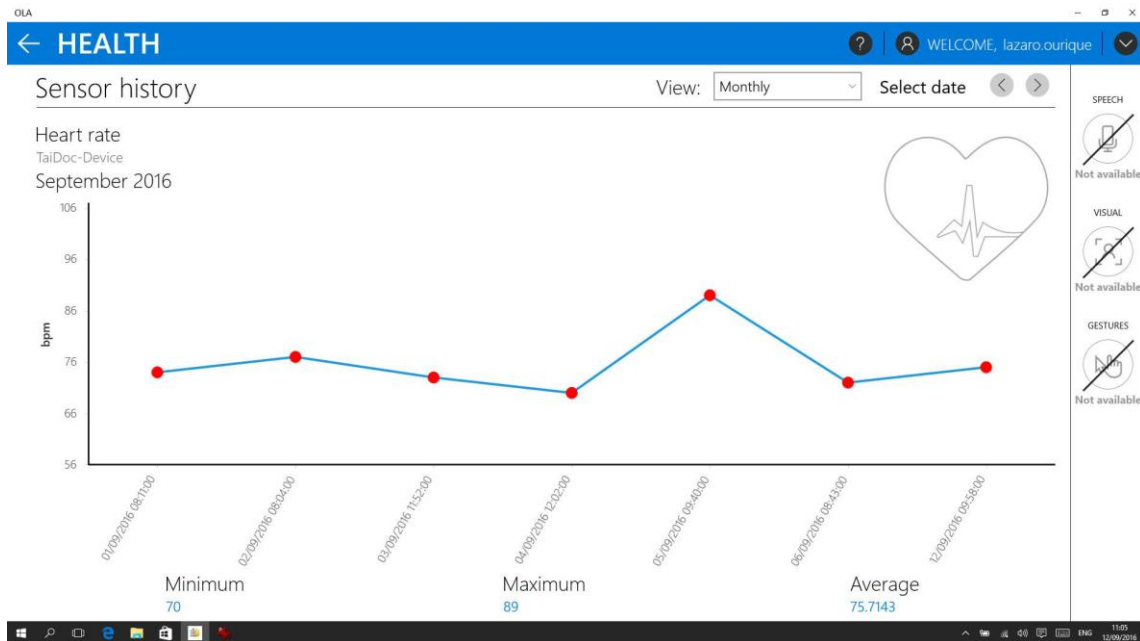 OLA
HEALTH
? WELCOME, lazaro.ourique
Sensor history
View: Monthly Select date
Heart rate
TaiDoc-Device
September 2016
106
96
86
76
66
56
bpm
01/09/2016 08:11:00
02/09/2016 08:04:00
03/09/2016 11:52:00
04/09/2016 12:02:00
05/09/2016 09:40:00
06/09/2016 08:43:00
12/09/2016 09:58:00
Minimum Maximum Average
70 89 75.7143
SPEECH
Not available
VISUAL
Not available
GESTURES
Not available
ENG 11:05
12/09/2016